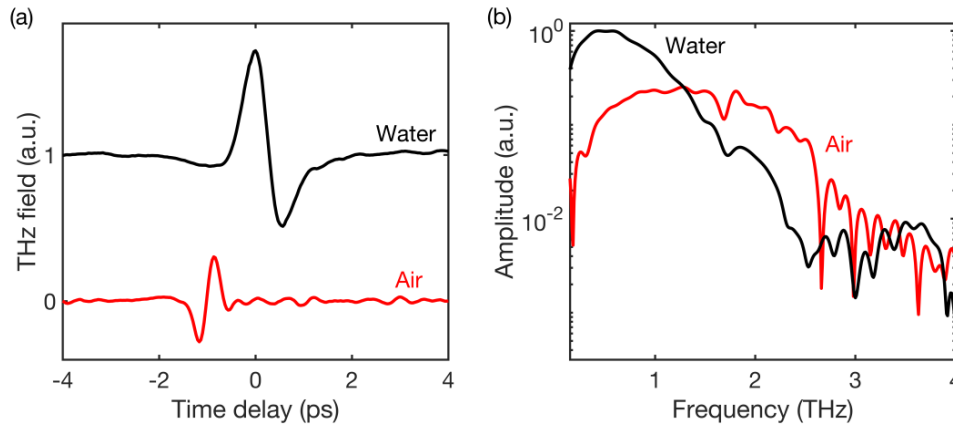 (a)
THz field (a.u.)
1
0
Water
Air
-4
-2
0
2
4
Time delay (ps)
(b)
Amplitude (a.u.)
10^0
10^-2
Water
Air
1
2
3
4
Frequency (THz)